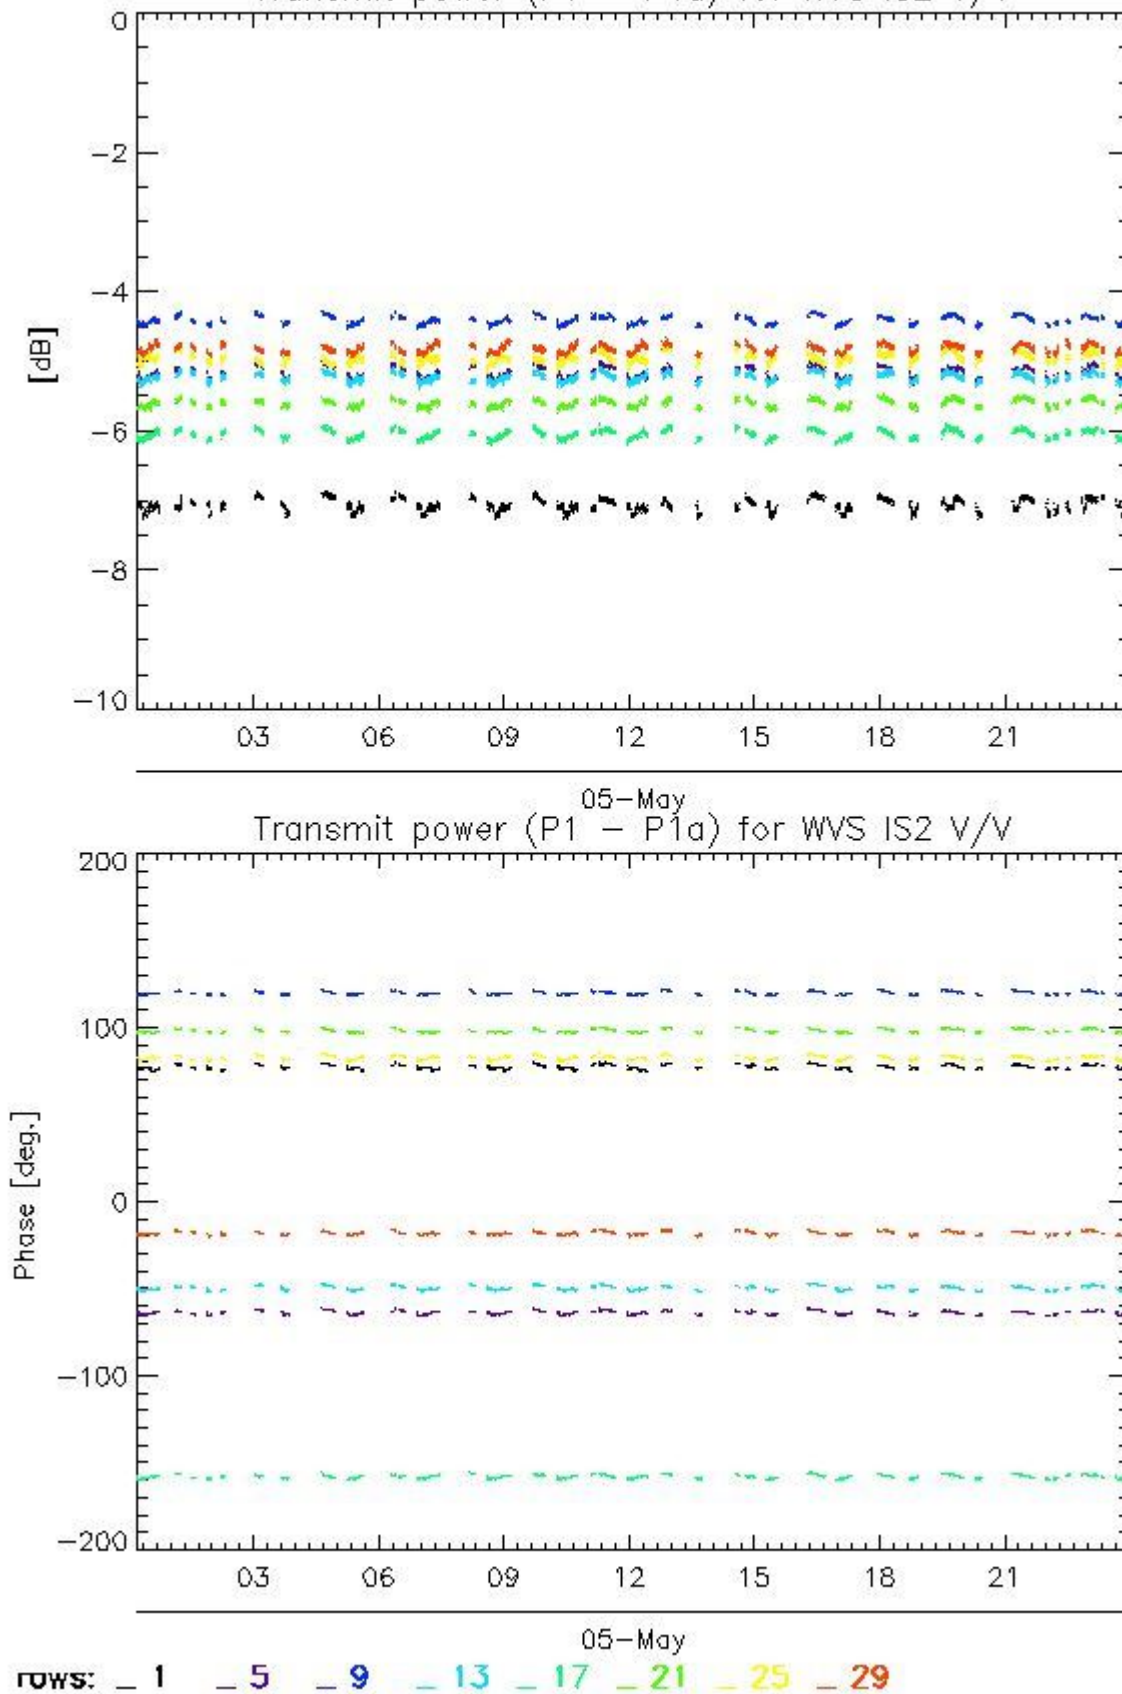 0
−2
−4
[dB]
−6
−8
−10
03 06 09 12 15 18 21
05−May
Transmit power (P1 − P1a) for WVS IS2 V/V
200
100
0
Phase [deg.]
−100
−200
03 06 09 12 15 18 21
05−May
rows: _ 1 _ 5 _ 9 _ 13 _ 17 _ 21 _ 25 _ 29